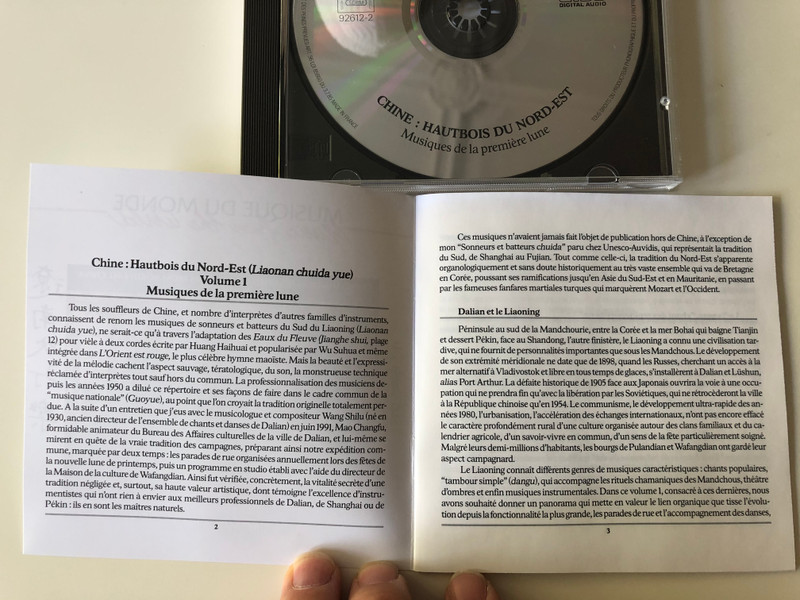 92612-2
DIGITAL AUDIO
CHINE : HAUTBOIS DU NORD-EST
Musiques de la première lune
MUSIQUE DU MONDE
Chine : Hautbois du Nord-Est (Liaonan chuida yue)
Volume 1
Musiques de la première lune
Tous les souffleurs de Chine, et nombre d'interprètes d'autres familles d'instruments,
connaissent de renom les musiques de sonneurs et batteurs du Sud du Liaoning (Liaonan
chuida yue), ne serait-ce qu'à travers l'adaptation des Eaux du Fleuve (Jianghe shui, plage
12) pour vièle à deux cordes écrite par Huang Haihuai et popularisée par Wu Suhua et même
intégrée dans L'Orient est rouge, le plus célèbre hymne maoïste. Mais la beauté et l'expressi-
vité de la mélodie cachent l'aspect sauvage, tératologique, du son, la monstrueuse technique
réclamée d'interprètes tout sauf hors du commun. La professionnalisation des musiciens de-
puis les années 1950 a dilué ce répertoire et ses façons de faire dans le cadre commun de la
"musique nationale" (Guoyue), au point que l'on croyait la tradition originelle totalement per-
due. A la suite d'un entretien que j'eus avec le musicologue et compositeur Wang Shilu (né en
1930, ancien directeur de l'ensemble de chants et danses de Dalian) en juin 1991, Mao Changfu,
formidable animateur du Bureau des Affaires culturelles de la ville de Dalian, et lui-même se
mirent en quête de la vraie tradition des campagnes, préparant ainsi notre expédition com-
mune, marquée par deux temps : les parades de rue organisées annuellement lors des fêtes de
la nouvelle lune de printemps, puis un programme en studio établi avec l'aide du directeur de
la Maison de la culture de Wafangdian. Ainsi fut vérifiée, concrètement, la vitalité secrète d'une
tradition négligée et, surtout, sa haute valeur artistique, dont témoigne l'excellence d'instru-
mentistes qui n'ont rien à envier aux meilleurs professionnels de Dalian, de Shanghai ou de
Pékin : ils en sont les maîtres naturels.
2
Ces musiques n'avaient jamais fait l'objet de publication hors de Chine, à l'exception de
mon "Sonneurs et batteurs chuida" paru chez Unesco-Auvidis, qui représentait la tradition
du Sud, de Shanghai au Fujian. Tout comme celle-ci, la tradition du Nord-Est s'apparente
organologiquement et sans doute historiquement au très vaste ensemble qui va de Bretagne
en Corée, poussant ses ramifications jusqu'en Asie du Sud-Est et en Mauritanie, en passant
par les fameuses fanfares martiales turques qui marquèrent Mozart et l'Occident.
Dalian et le Liaoning
Péninsule au sud de la Mandchourie, entre la Corée et la mer Bohai qui baigne Tianjin
et dessert Pékin, face au Shandong, l'autre finistère, le Liaoning a connu une civilisation tar-
dive, qui ne fournit de personnalités importantes que sous les Mandchous. Le développement
de son extrémité méridionale ne date que de 1898, quand les Russes, cherchant un accès à la
mer alternatif à Vladivostok et libre en tous temps de glaces, s'installèrent à Dalian et Lüshun,
alias Port Arthur. La défaite historique de 1905 face aux Japonais ouvrira la voie à une occu-
pation qui ne prendra fin qu'avec la libération par les Soviétiques, qui ne rétrocèderont la ville
à la République chinoise qu'en 1954. Le communisme, le développement ultra-rapide des an-
nées 1980, l'urbanisation, l'accélération des échanges internationaux, n'ont pas encore effacé
le caractère profondément rural d'une culture organisée autour des clans familiaux et du ca-
lendrier agricole, d'un savoir-vivre en commun, d'un sens de la fête particulièrement soigné.
Malgré leurs demi-millions d'habitants, les bourgs de Pulandian et Wafangdian ont gardé leur
aspect campagnard.
Le Liaoning connaît différents genres de musiques caractéristiques : chants populaires,
"tambour simple" (dangu), qui accompagne les rituels chamaniques des Mandchous, théâtre
d'ombres et enfin musiques instrumentales. Dans ce volume 1, consacré à ces dernières, nous
avons souhaité donner un panorama qui mette en valeur le lien organique que tisse l'évolu-
tion depuis la fonctionnalité la plus grande, les parades de rue et l'accompagnement des danses,
3